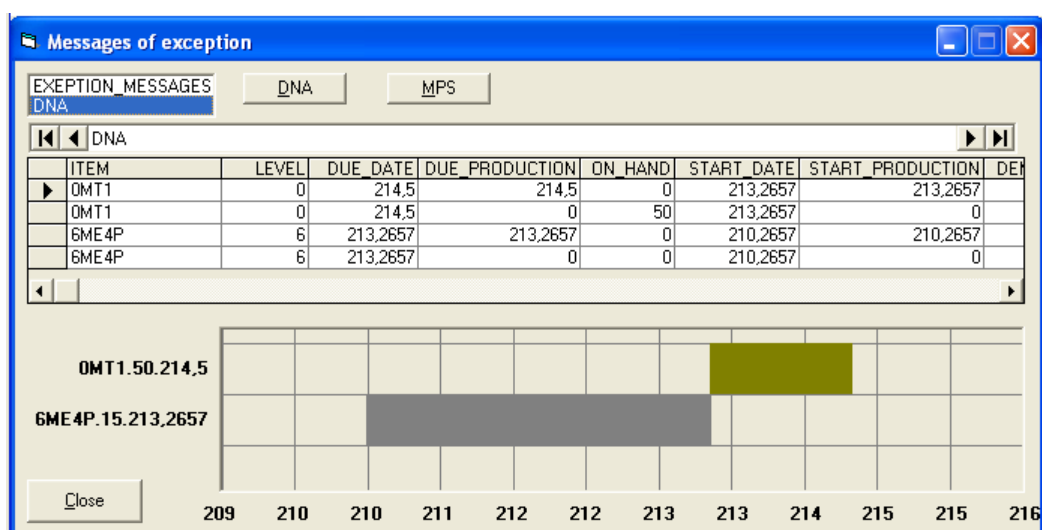 Messages of exception
EXEPTION_MESSAGES DNA MPS
DNA
DNA
ITEM LEVEL DUE_DATE DUE_PRODUCTION ON_HAND START_DATE START_PRODUCTION
0MT1 0 214,5 214,5 0 213,2657 213,2657
0MT1 0 214,5 0 50 213,2657 0
6ME4P 6 213,2657 213,2657 0 210,2657 210,2657
6ME4P 6 213,2657 0 0 210,2657 0
0MT1.50.214,5
6ME4P.15.213,2657
Close
209 210 210 211 212 212 213 213 214 215 215 216